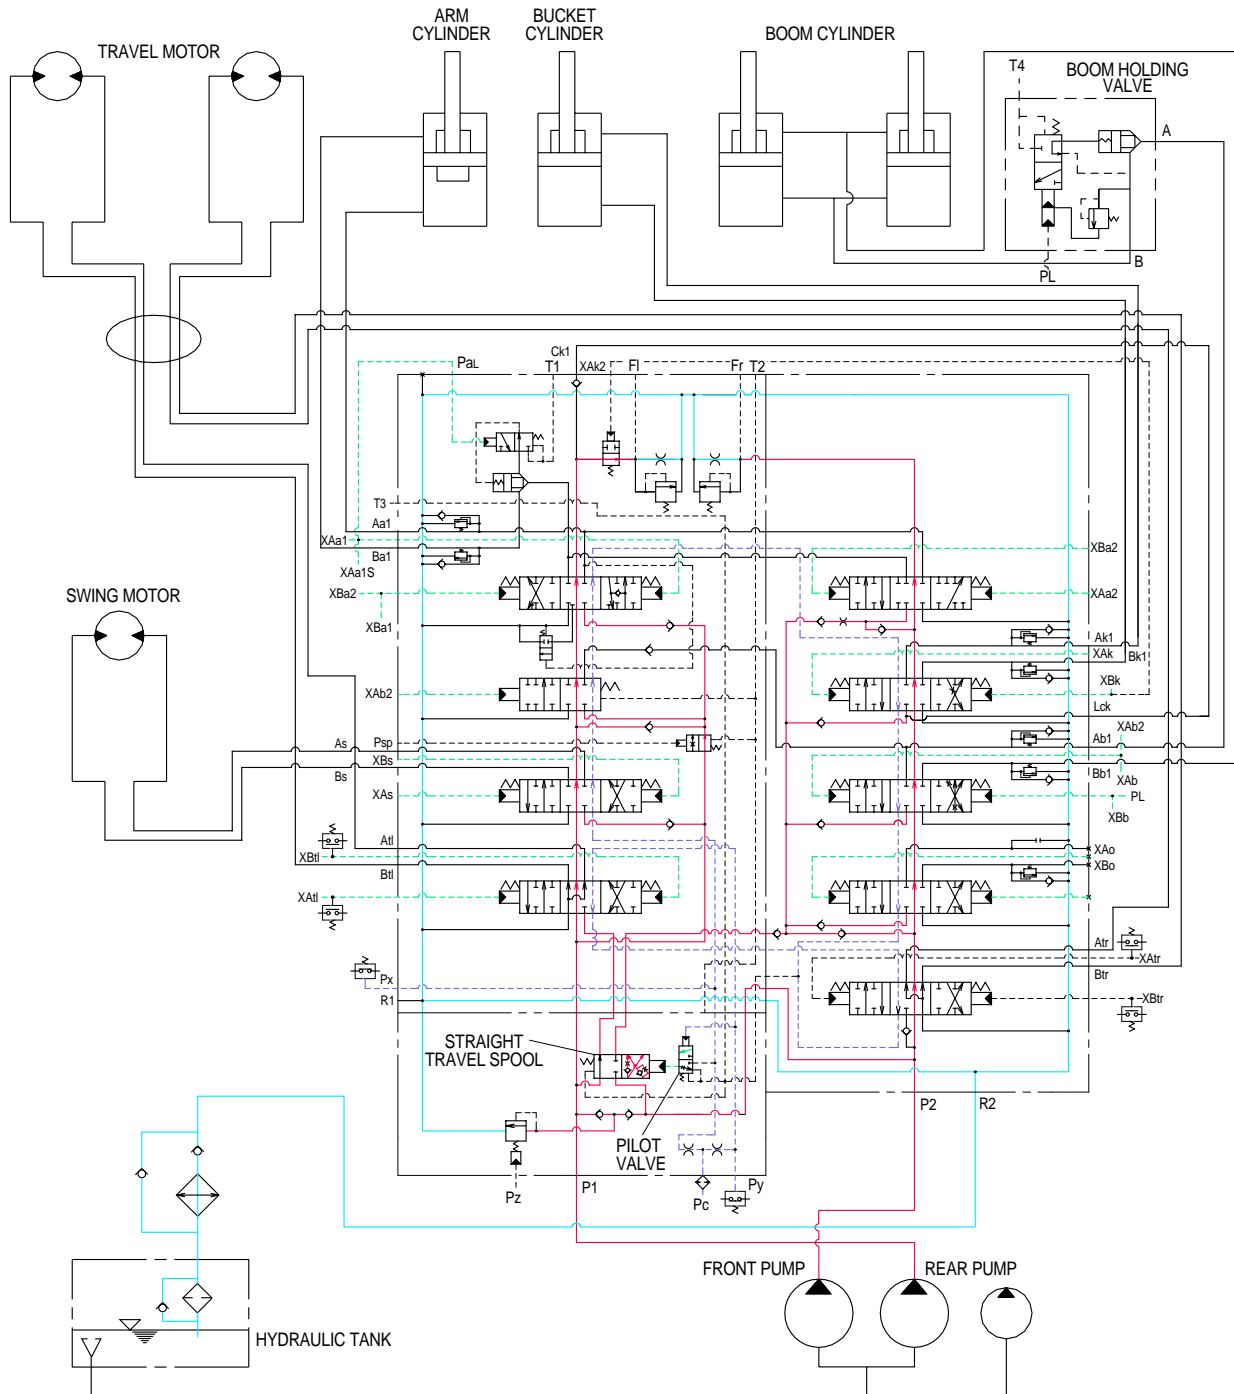 ARM
CYLINDER
BUCKET
CYLINDER
BOOM CYLINDER
TRAVEL MOTOR
T4
BOOM HOLDING
VALVE
A
B
PL
Ck1
PaL
T1
XAk2
Fl
Fr
T2
T3
Aa1
XAa1
Ba1
XAa1S
XBa2
XBa1
XBa2
XAa2
SWING MOTOR
Ak1
XAk
Bk1
XBk
XAb2
Lck
XAb2
As
Psp
Ab1
XBs
Bs
Bb1
XAb
XAs
PL
XBb
Atl
XBtl
Btl
XAtl
XAo
XBo
Atr
XAtr
Btr
XBtr
Px
R1
STRAIGHT
TRAVEL SPOOL
PILOT
VALVE
P2
R2
P1
Pz
Pc
Py
FRONT PUMP
REAR PUMP
HYDRAULIC TANK